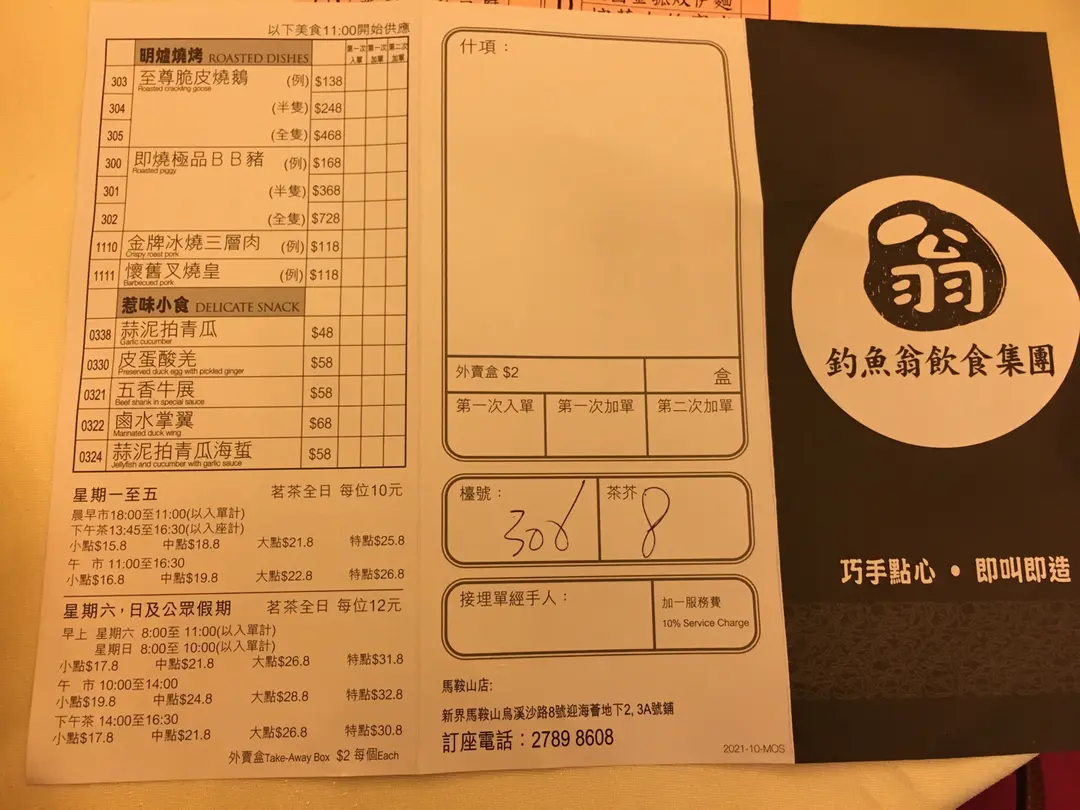 以下美食11:00開始供應
明爐燒烤 ROASTED DISHES 第一次入單 第一次加單 第二次加單
303 至尊脆皮燒鵝 (例) $138
Roasted crackling goose
304 (半隻) $248
305 (全隻) $468
300 即燒極品ＢＢ豬 (例) $168
Roasted piggy
301 (半隻) $368
302 (全隻) $728
1110 金牌冰燒三層肉 (例) $118
Crispy roast pork
1111 懷舊叉燒皇 (例) $118
Barbecued pork
惹味小食 DELICATE SNACK
0338 蒜泥拍青瓜 $48
Garlic cucumber
0330 皮蛋酸羌 $58
Preserved duck egg with pickled ginger
0321 五香牛展 $58
Beef shank in special sauce
0322 鹵水掌翼 $68
Marinated duck wing
0324 蒜泥拍青瓜海蜇 $58
Jellyfish and cucumber with garlic sauce
星期一至五 茗茶全日 每位10元
晨早市18:00至11:00(以入單計)
下午茶13:45至16:30(以入座計)
小點$15.8 中點$18.8 大點$21.8 特點$25.8
午 市 11:00至16:30
小點$16.8 中點$19.8 大點$22.8 特點$26.8
星期六，日及公眾假期 茗茶全日 每位12元
早上 星期六 8:00至 11:00(以入單計)
星期日 8:00至 10:00(以入單計)
小點$17.8 中點$21.8 大點$26.8 特點$31.8
午 市 10:00至14:00
小點$19.8 中點$24.8 大點$28.8 特點$32.8
下午茶 14:00至16:30
小點$17.8 中點$21.8 大點$26.8 特點$30.8
外賣盒Take-Away Box $2 每個Each
什項：
外賣盒 $2 盒
第一次入單 第一次加單 第二次加單
檯號： 茶芥：8
接埋單經手人： 加一服務費
10% Service Charge
馬鞍山店:
新界馬鞍山烏溪沙路8號迎海薈地下2, 3A號鋪
訂座電話：2789 8608
2021-10-MOS
翁
釣魚翁飲食集團
巧手點心 • 即叫即造